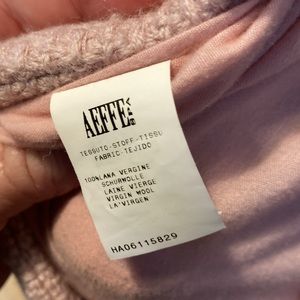 AEFFE
TESSUTO-STOFF-TISSU
FABRIC-TEJIDO
100%LANA VERGINE
SCHURWOLLE
LAINE VIERGE
VIRGIN WOOL
LA'VIRGEN
HA06115829